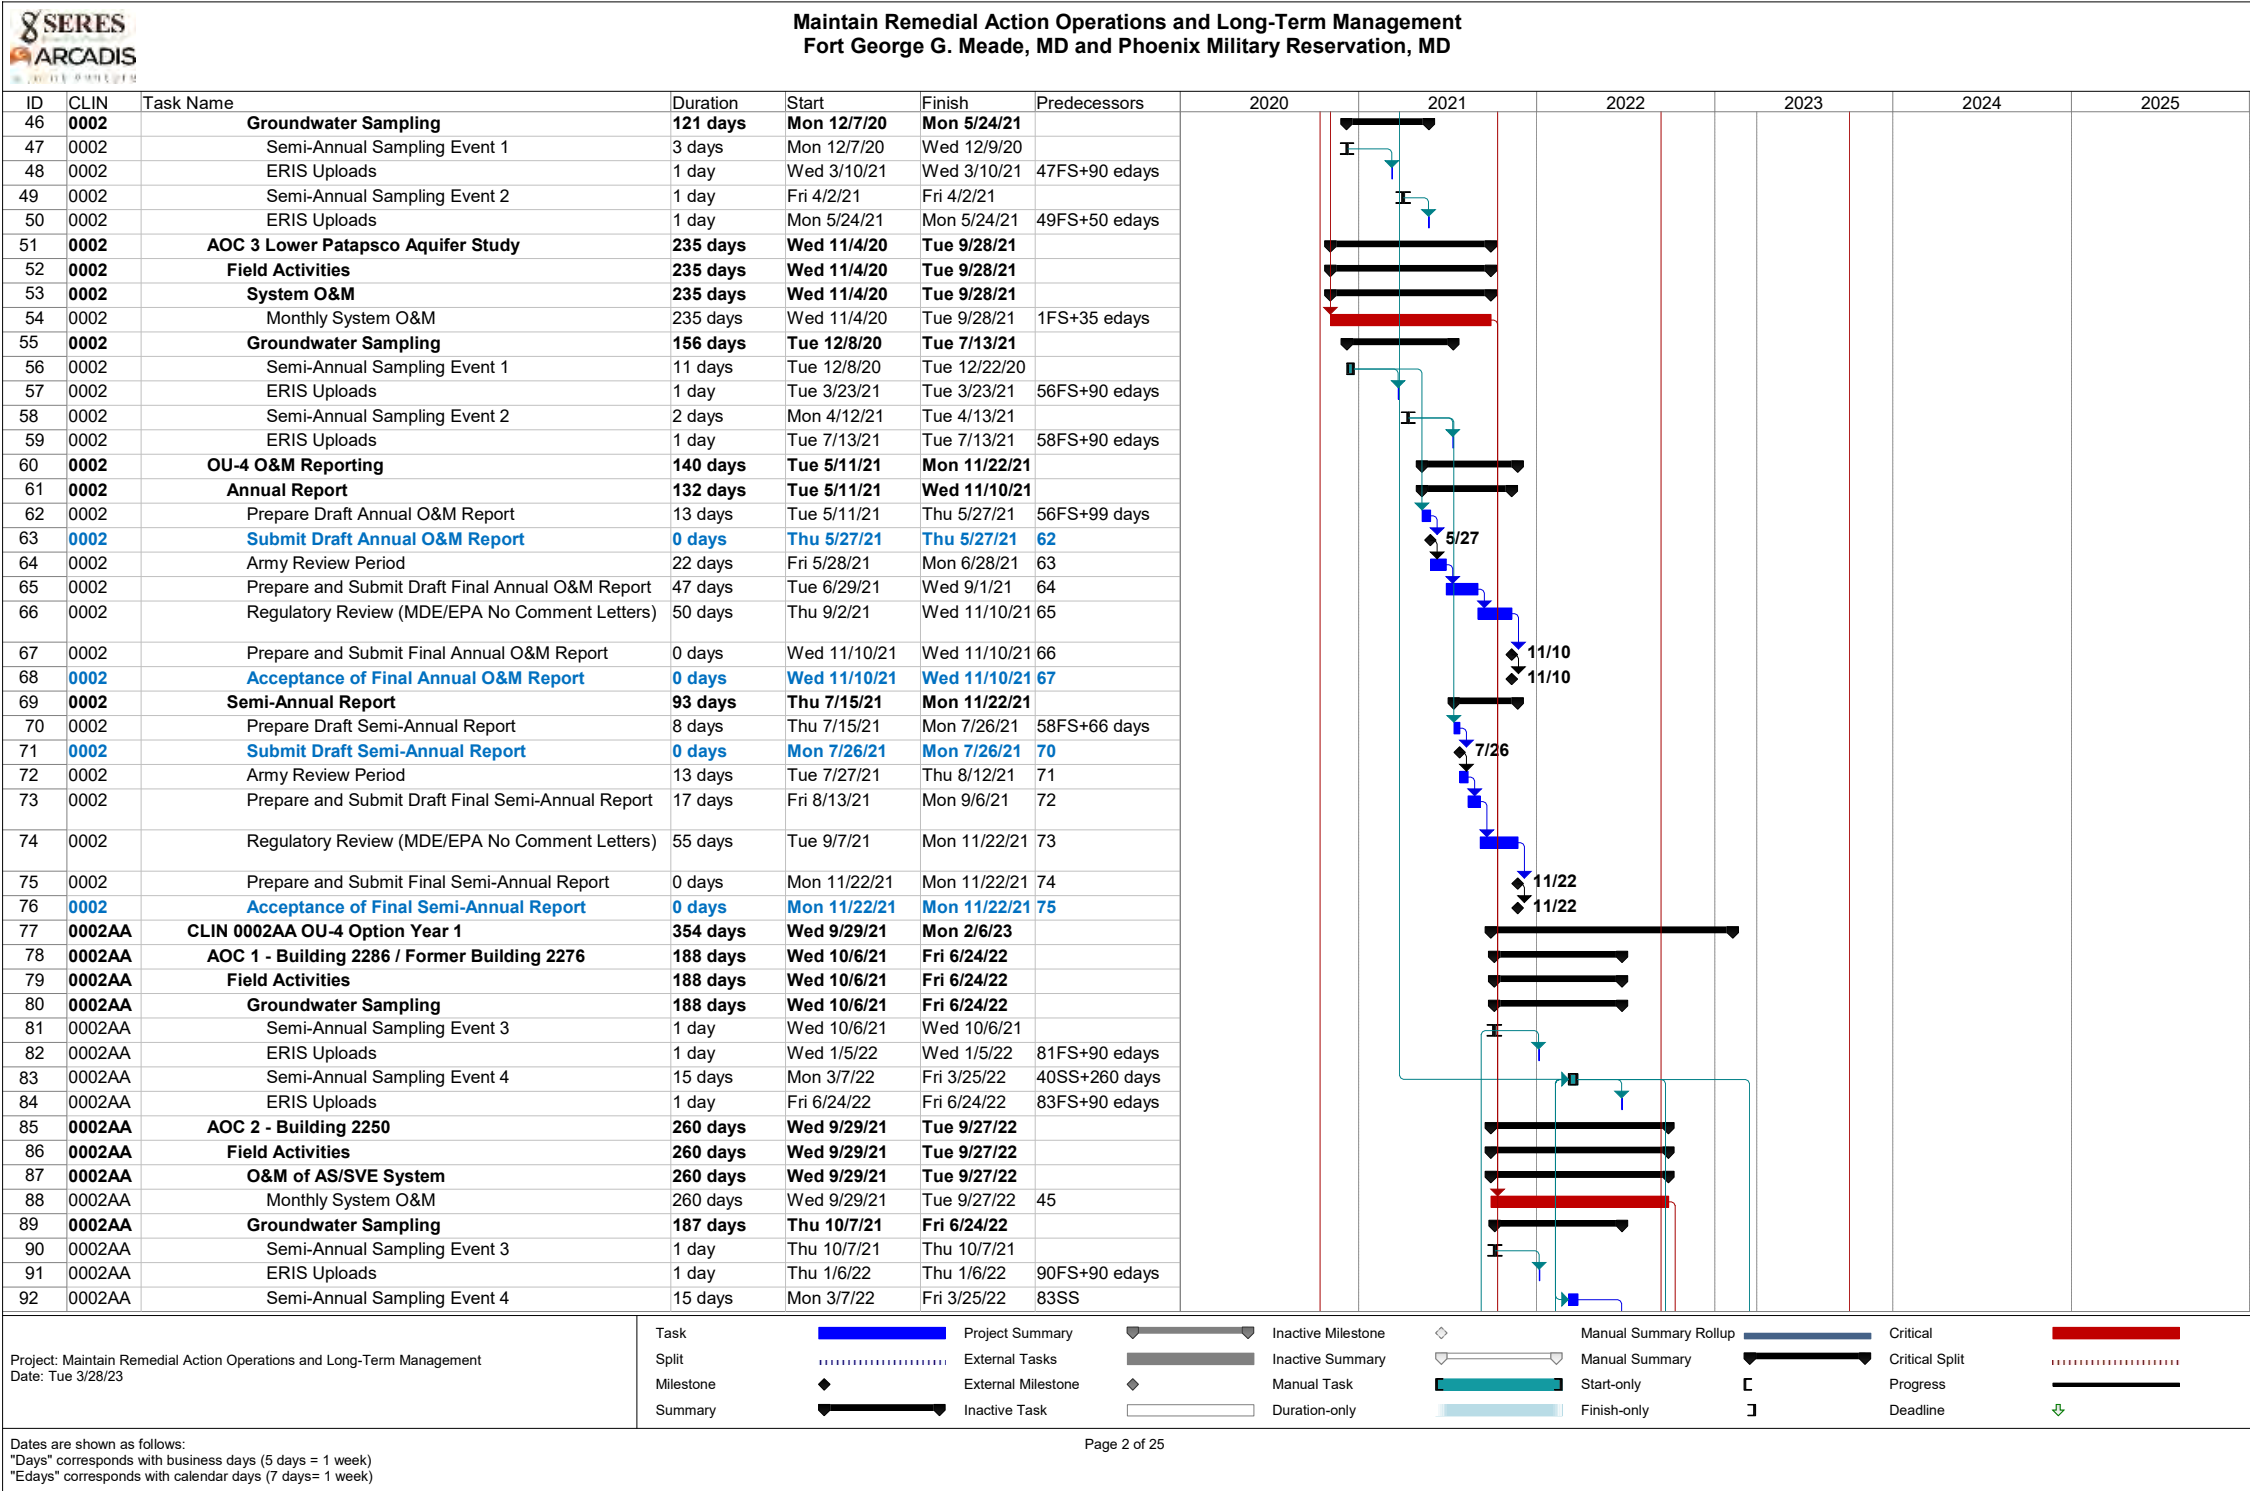 SERES
ARCADIS
Maintain Remedial Action Operations and Long-Term Management
Fort George G. Meade, MD and Phoenix Military Reservation, MD
ID CLIN Task Name Duration Start Finish Predecessors 2020 2021 2022 2023 2024 2025
46 0002 Groundwater Sampling 121 days Mon 12/7/20 Mon 5/24/21
47 0002 Semi-Annual Sampling Event 1 3 days Mon 12/7/20 Wed 12/9/20
48 0002 ERIS Uploads 1 day Wed 3/10/21 Wed 3/10/21 47FS+90 edays
49 0002 Semi-Annual Sampling Event 2 1 day Fri 4/2/21 Fri 4/2/21
50 0002 ERIS Uploads 1 day Mon 5/24/21 Mon 5/24/21 49FS+50 edays
51 0002 AOC 3 Lower Patapsco Aquifer Study 235 days Wed 11/4/20 Tue 9/28/21
52 0002 Field Activities 235 days Wed 11/4/20 Tue 9/28/21
53 0002 System O&M 235 days Wed 11/4/20 Tue 9/28/21
54 0002 Monthly System O&M 235 days Wed 11/4/20 Tue 9/28/21 1FS+35 edays
55 0002 Groundwater Sampling 156 days Tue 12/8/20 Tue 7/13/21
56 0002 Semi-Annual Sampling Event 1 11 days Tue 12/8/20 Tue 12/22/20
57 0002 ERIS Uploads 1 day Tue 3/23/21 Tue 3/23/21 56FS+90 edays
58 0002 Semi-Annual Sampling Event 2 2 days Mon 4/12/21 Tue 4/13/21
59 0002 ERIS Uploads 1 day Tue 7/13/21 Tue 7/13/21 58FS+90 edays
60 0002 OU-4 O&M Reporting 140 days Tue 5/11/21 Mon 11/22/21
61 0002 Annual Report 132 days Tue 5/11/21 Wed 11/10/21
62 0002 Prepare Draft Annual O&M Report 13 days Tue 5/11/21 Thu 5/27/21 56FS+99 days
63 0002 Submit Draft Annual O&M Report 0 days Thu 5/27/21 Thu 5/27/21 62 5/27
64 0002 Army Review Period 22 days Fri 5/28/21 Mon 6/28/21 63
65 0002 Prepare and Submit Draft Final Annual O&M Report 47 days Tue 6/29/21 Wed 9/1/21 64
66 0002 Regulatory Review (MDE/EPA No Comment Letters) 50 days Thu 9/2/21 Wed 11/10/21 65
67 0002 Prepare and Submit Final Annual O&M Report 0 days Wed 11/10/21 Wed 11/10/21 66 11/10
68 0002 Acceptance of Final Annual O&M Report 0 days Wed 11/10/21 Wed 11/10/21 67 11/10
69 0002 Semi-Annual Report 93 days Thu 7/15/21 Mon 11/22/21
70 0002 Prepare Draft Semi-Annual Report 8 days Thu 7/15/21 Mon 7/26/21 58FS+66 days
71 0002 Submit Draft Semi-Annual Report 0 days Mon 7/26/21 Mon 7/26/21 70 7/26
72 0002 Army Review Period 13 days Tue 7/27/21 Thu 8/12/21 71
73 0002 Prepare and Submit Draft Final Semi-Annual Report 17 days Fri 8/13/21 Mon 9/6/21 72
74 0002 Regulatory Review (MDE/EPA No Comment Letters) 55 days Tue 9/7/21 Mon 11/22/21 73
75 0002 Prepare and Submit Final Semi-Annual Report 0 days Mon 11/22/21 Mon 11/22/21 74 11/22
76 0002 Acceptance of Final Semi-Annual Report 0 days Mon 11/22/21 Mon 11/22/21 75 11/22
77 0002AA CLIN 0002AA OU-4 Option Year 1 354 days Wed 9/29/21 Mon 2/6/23
78 0002AA AOC 1 - Building 2286 / Former Building 2276 188 days Wed 10/6/21 Fri 6/24/22
79 0002AA Field Activities 188 days Wed 10/6/21 Fri 6/24/22
80 0002AA Groundwater Sampling 188 days Wed 10/6/21 Fri 6/24/22
81 0002AA Semi-Annual Sampling Event 3 1 day Wed 10/6/21 Wed 10/6/21
82 0002AA ERIS Uploads 1 day Wed 1/5/22 Wed 1/5/22 81FS+90 edays
83 0002AA Semi-Annual Sampling Event 4 15 days Mon 3/7/22 Fri 3/25/22 40SS+260 days
84 0002AA ERIS Uploads 1 day Fri 6/24/22 Fri 6/24/22 83FS+90 edays
85 0002AA AOC 2 - Building 2250 260 days Wed 9/29/21 Tue 9/27/22
86 0002AA Field Activities 260 days Wed 9/29/21 Tue 9/27/22
87 0002AA O&M of AS/SVE System 260 days Wed 9/29/21 Tue 9/27/22
88 0002AA Monthly System O&M 260 days Wed 9/29/21 Tue 9/27/22 45
89 0002AA Groundwater Sampling 187 days Thu 10/7/21 Fri 6/24/22
90 0002AA Semi-Annual Sampling Event 3 1 day Thu 10/7/21 Thu 10/7/21
91 0002AA ERIS Uploads 1 day Thu 1/6/22 Thu 1/6/22 90FS+90 edays
92 0002AA Semi-Annual Sampling Event 4 15 days Mon 3/7/22 Fri 3/25/22 83SS
Project: Maintain Remedial Action Operations and Long-Term Management
Date: Tue 3/28/23
Task Project Summary Inactive Milestone Manual Summary Rollup Critical
Split External Tasks Inactive Summary Manual Summary Critical Split
Milestone External Milestone Manual Task Start-only Progress
Summary Inactive Task Duration-only Finish-only Deadline
Dates are shown as follows:
"Days" corresponds with business days (5 days = 1 week)
"Edays" corresponds with calendar days (7 days= 1 week)
Page 2 of 25